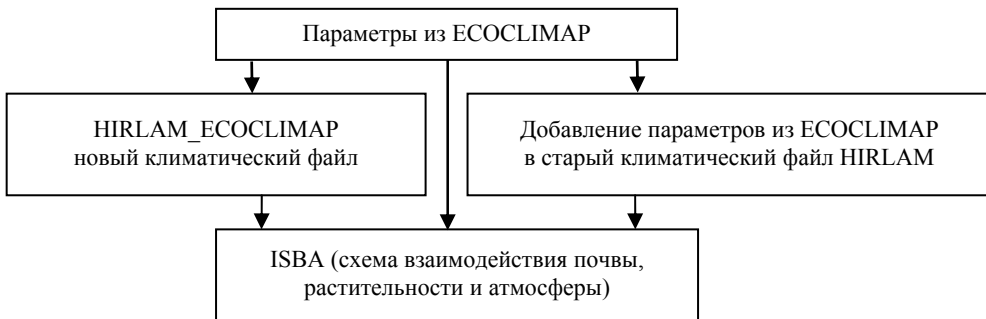 Параметры из ECOCLIMAP
HIRLAM_ECOCLIMAP
новый климатический файл
Добавление параметров из ECOCLIMAP
в старый климатический файл HIRLAM
ISBA (схема взаимодействия почвы,
растительности и атмосферы)